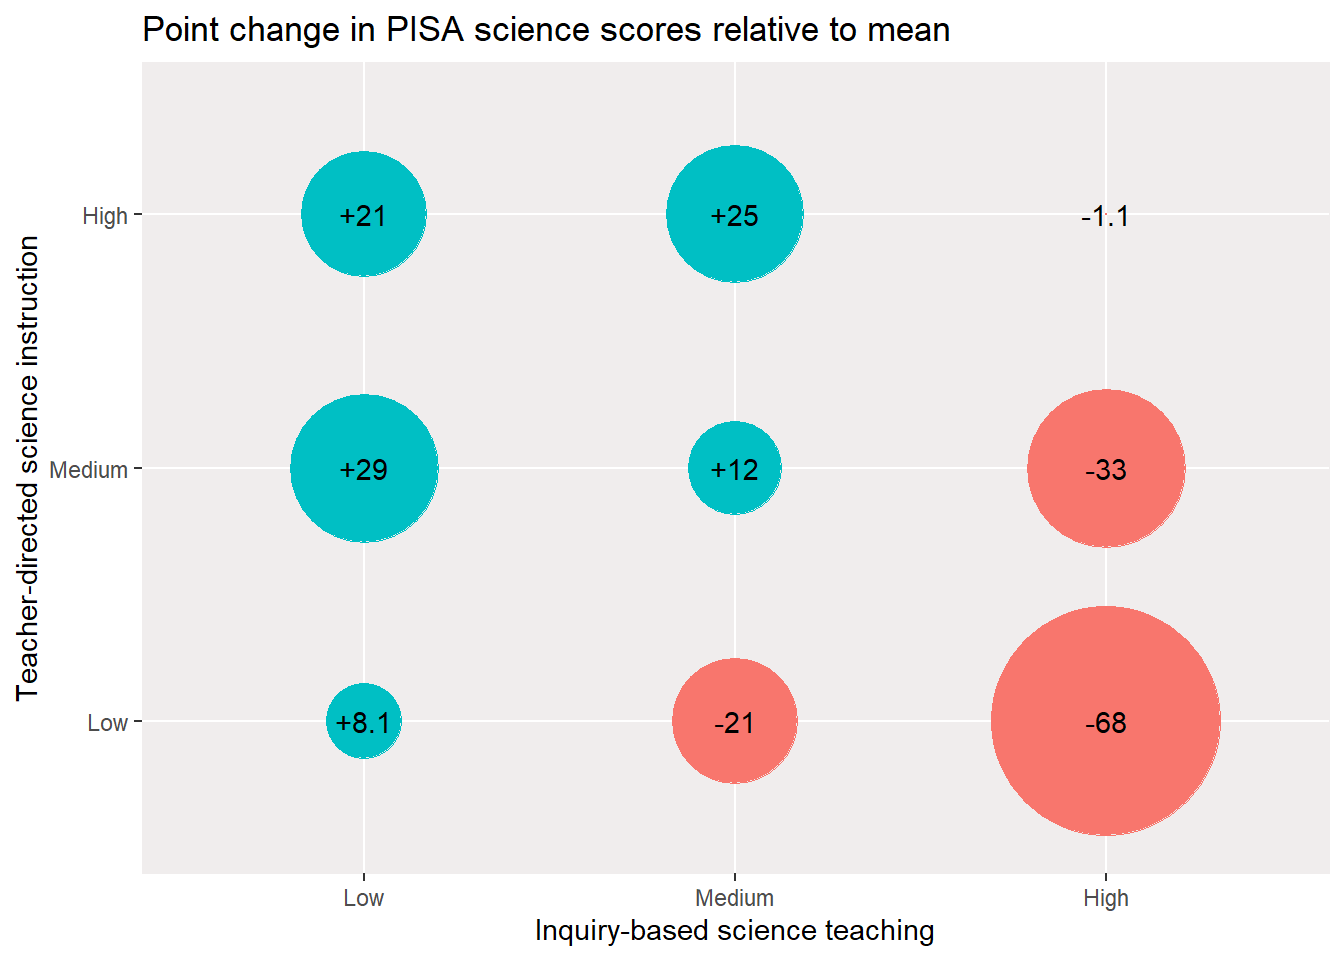 Point change in PISA science scores relative to mean
Teacher-directed science instruction
High
+21
+25
-1.1
Medium
+29
+12
-33
Low
+8.1
-21
-68
Low
Medium
High
Inquiry-based science teaching